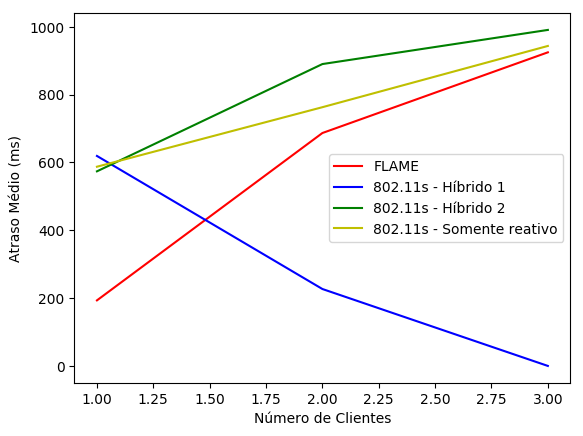 1000
800
600
400
200
0
Atraso Médio (ms)
FLAME
802.11s - Híbrido 1
802.11s - Híbrido 2
802.11s - Somente reativo
1.00 1.25 1.50 1.75 2.00 2.25 2.50 2.75 3.00
Número de Clientes